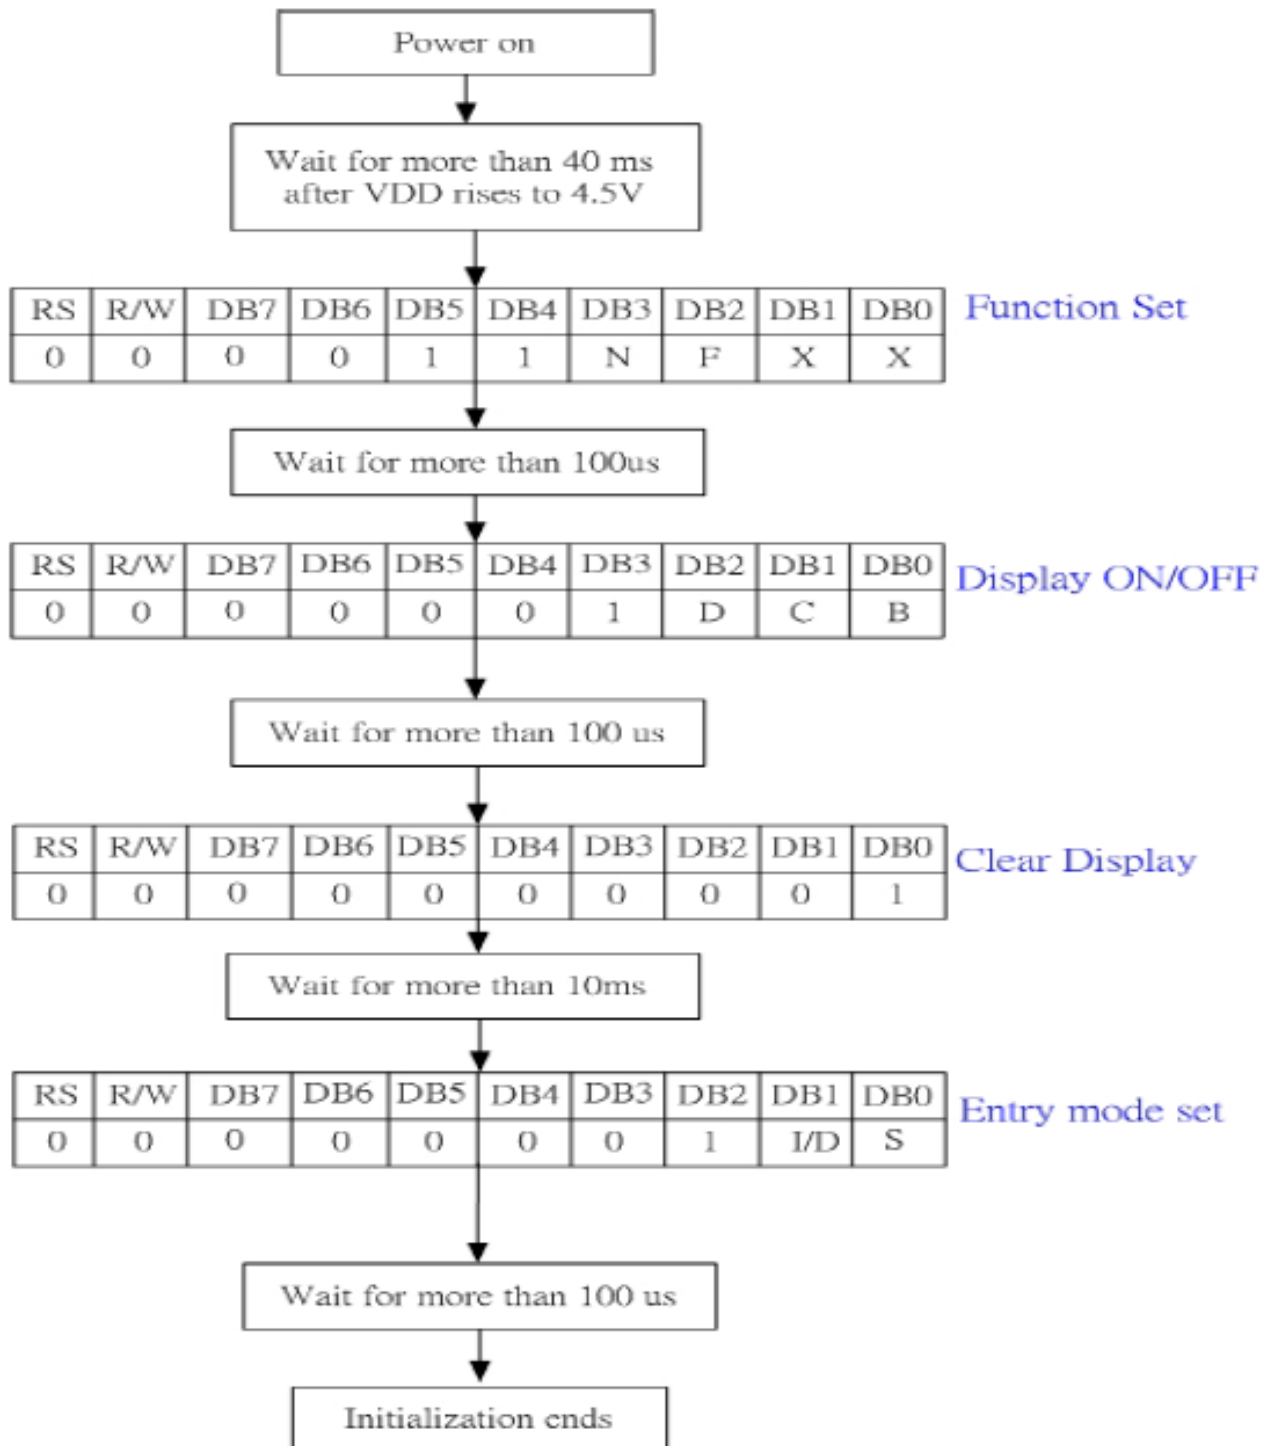 Power on
Wait for more than 40 ms
after VDD rises to 4.5V
RS R/W DB7 DB6 DB5 DB4 DB3 DB2 DB1 DB0 Function Set
0 0 0 0 1 1 N F X X
Wait for more than 100us
RS R/W DB7 DB6 DB5 DB4 DB3 DB2 DB1 DB0 Display ON/OFF
0 0 0 0 0 0 1 D C B
Wait for more than 100 us
RS R/W DB7 DB6 DB5 DB4 DB3 DB2 DB1 DB0 Clear Display
0 0 0 0 0 0 0 0 0 1
Wait for more than 10ms
RS R/W DB7 DB6 DB5 DB4 DB3 DB2 DB1 DB0 Entry mode set
0 0 0 0 0 0 0 1 I/D S
Wait for more than 100 us
Initialization ends